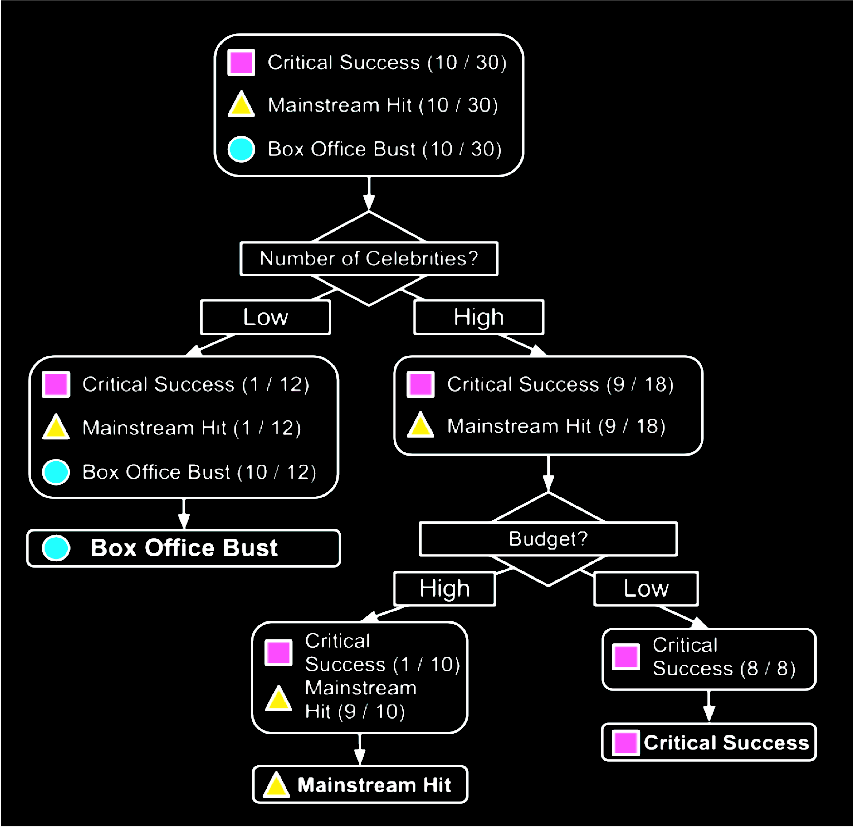 Critical Success (10 / 30)
Mainstream Hit (10 / 30)
Box Office Bust (10 / 30)
Number of Celebrities?
Low
High
Critical Success (1 / 12)
Mainstream Hit (1 / 12)
Box Office Bust (10 / 12)
Critical Success (9 / 18)
Mainstream Hit (9 / 18)
Box Office Bust
Budget?
High
Low
Critical
Success (1 / 10)
Mainstream
Hit (9 / 10)
Critical
Success (8 / 8)
Critical Success
Mainstream Hit